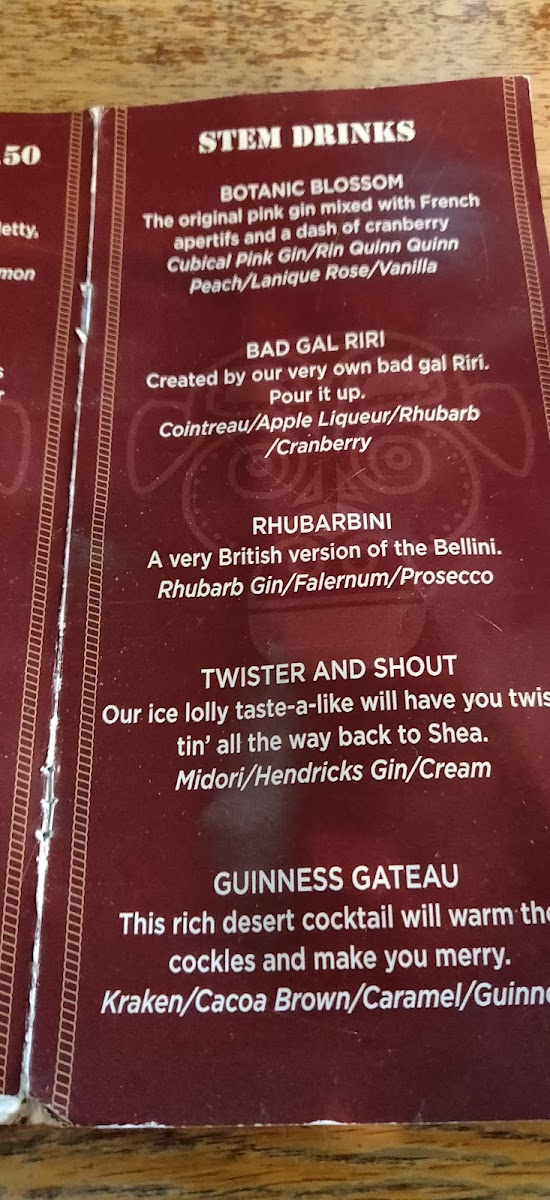 .50
letty,
mon
STEM DRINKS
BOTANIC BLOSSOM
The original pink gin mixed with French
apertifs and a dash of cranberry
Cubical Pink Gin/Rin Quinn Quinn
Peach/Lanique Rose/Vanilla
BAD GAL RIRI
Created by our very own bad gal Riri.
Pour it up.
Cointreau/Apple Liqueur/Rhubarb
/Cranberry
RHUBARBINI
A very British version of the Bellini.
Rhubarb Gin/Falernum/Prosecco
TWISTER AND SHOUT
Our ice lolly taste-a-like will have you twis
tin' all the way back to Shea.
Midori/Hendricks Gin/Cream
GUINNESS GATEAU
This rich desert cocktail will warm the
cockles and make you merry.
Kraken/Cacoa Brown/Caramel/Guinne